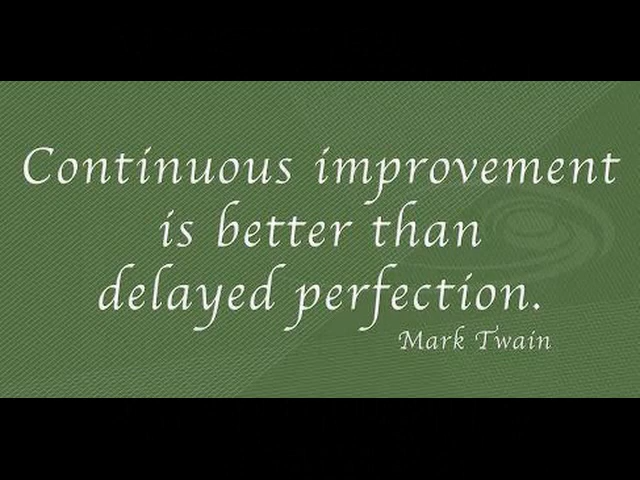 Continuous improvement
is better than
delayed perfection.
Mark Twain